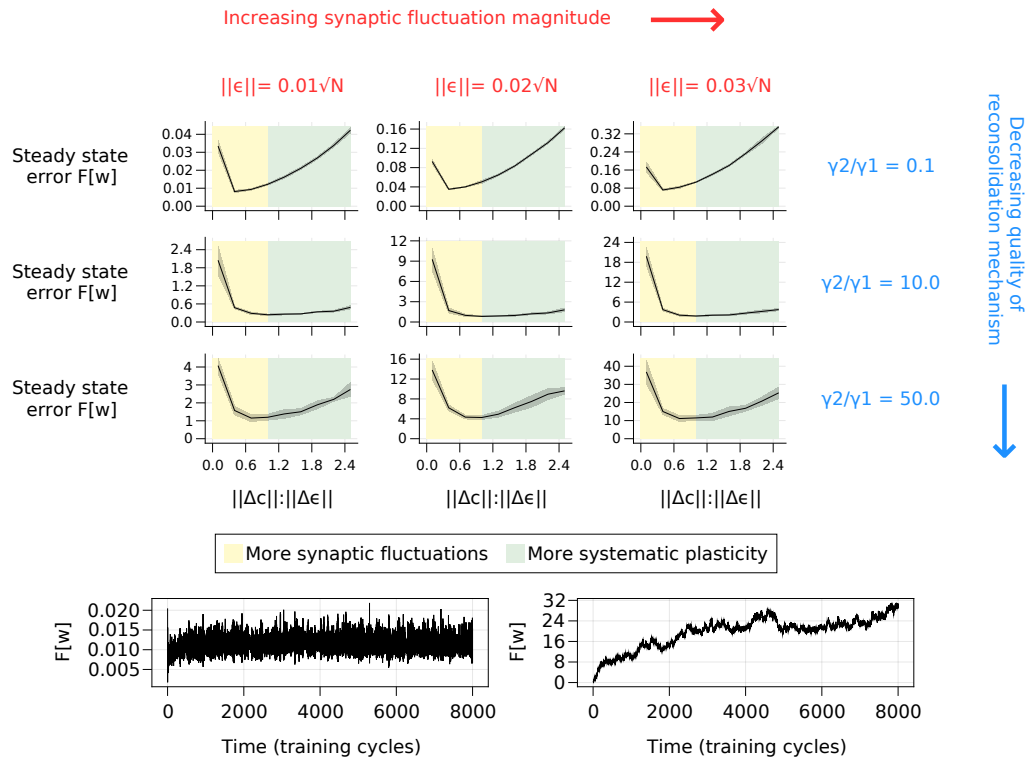 Increasing synaptic fluctuation magnitude
||ϵ||= 0.01√N
||ϵ||= 0.02√N
||ϵ||= 0.03√N
Decreasing quality of
reconsolidation mechanism
Steady state
error F[w]
0.04
0.03
0.02
0.01
0.00
0.16
0.12
0.08
0.04
0.00
0.32
0.24
0.16
0.08
0.00
γ2/γ1 = 0.1
Steady state
error F[w]
2.4
1.8
1.2
0.6
0.0
12
9
6
3
0
24
18
12
6
0
γ2/γ1 = 10.0
Steady state
error F[w]
4
3
2
1
0
16
12
8
4
0
40
30
20
10
0
γ2/γ1 = 50.0
0.0 0.6 1.2 1.8 2.4
0.0 0.6 1.2 1.8 2.4
0.0 0.6 1.2 1.8 2.4
||Δc||:||Δϵ||
||Δc||:||Δϵ||
||Δc||:||Δϵ||
More synaptic fluctuations
More systematic plasticity
F[w]
0.020
0.015
0.010
0.005
0 2000 4000 6000 8000
Time (training cycles)
F[w]
32
24
16
8
0
0 2000 4000 6000 8000
Time (training cycles)